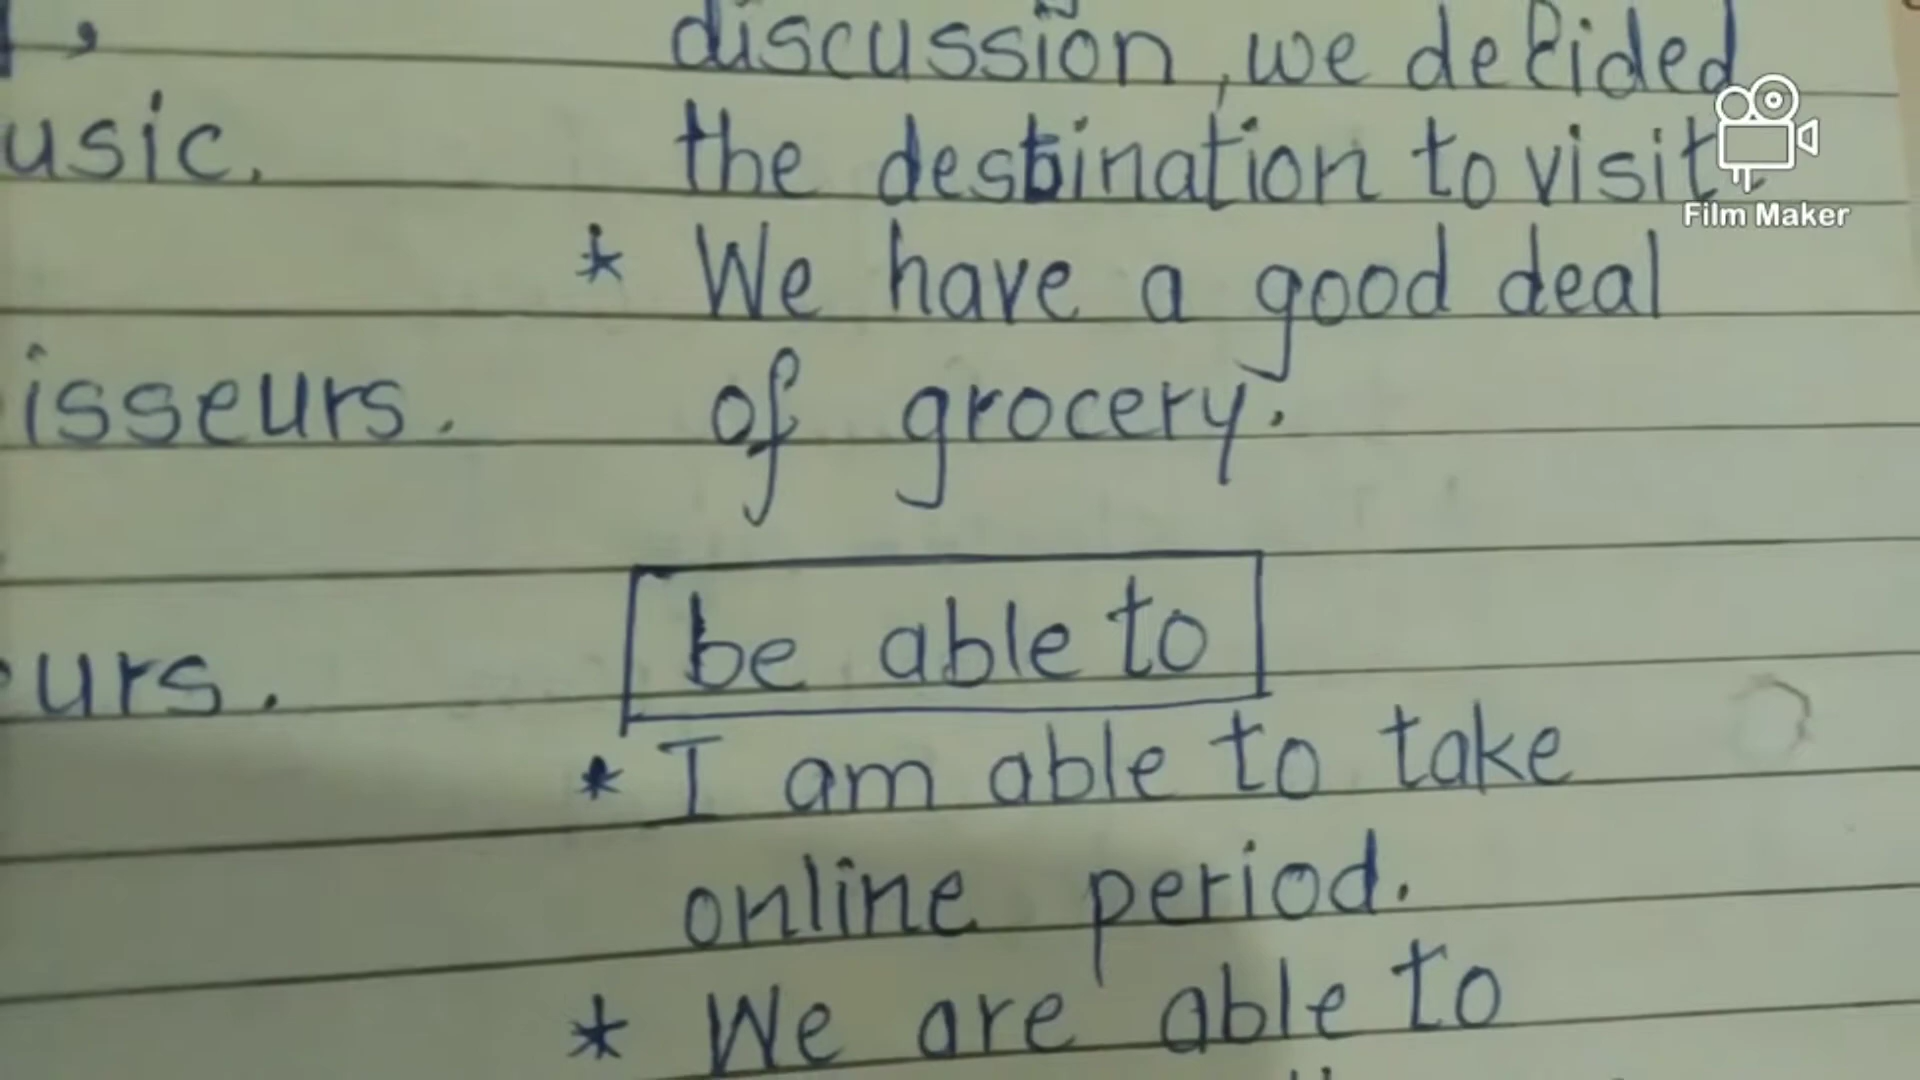 usic.
isseurs.
urs.
discussion, we decided
the destination to visit.
* We have a good deal
of grocery.
be able to
* I am able to take
online period.
* We are able to
Film Maker